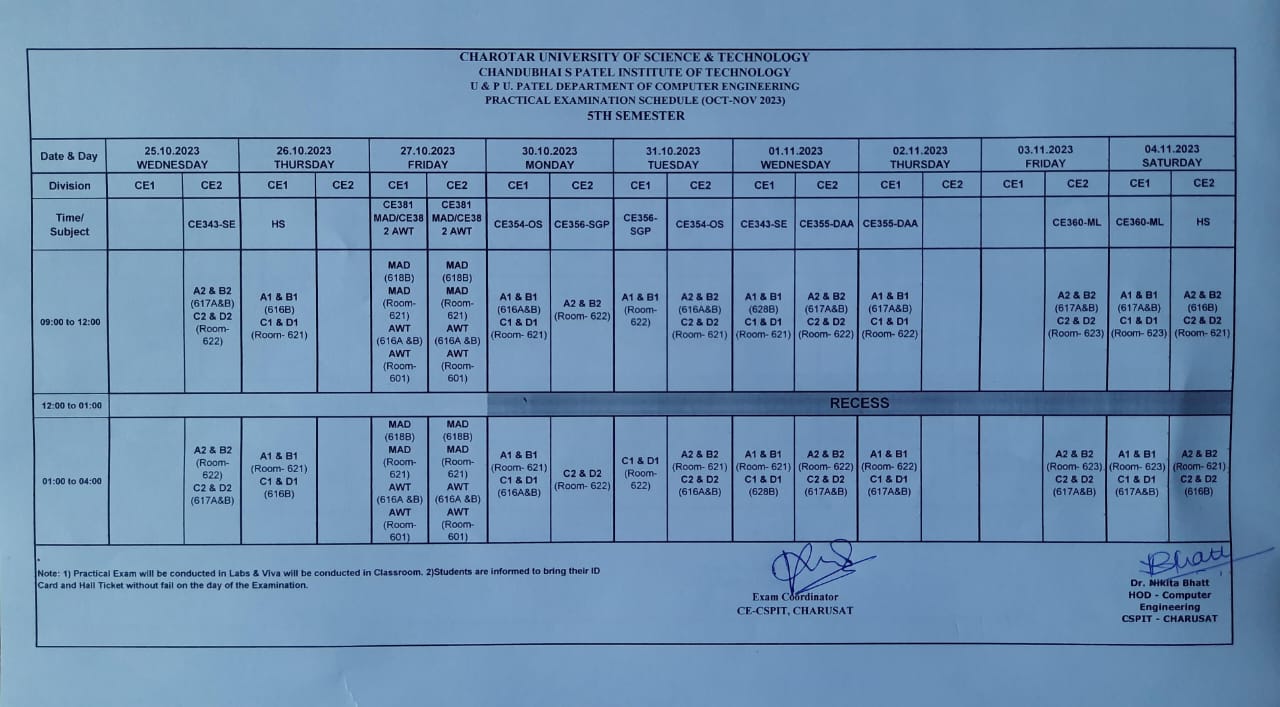 CHAROTAR UNIVERSITY OF SCIENCE & TECHNOLOGY
CHANDUBHAI S PATEL INSTITUTE OF TECHNOLOGY
U & P U. PATEL DEPARTMENT OF COMPUTER ENGINEERING
PRACTICAL EXAMINATION SCHEDULE (OCT-NOV 2023)
5TH SEMESTER
Date & Day
25.10.2023
WEDNESDAY
26.10.2023
THURSDAY
27.10.2023
FRIDAY
30.10.2023
MONDAY
31.10.2023
TUESDAY
01.11.2023
WEDNESDAY
02.11.2023
THURSDAY
03.11.2023
FRIDAY
04.11.2023
SATURDAY
Division CE1 CE2 CE1 CE2 CE1 CE2 CE1 CE2 CE1 CE2 CE1 CE2 CE1 CE2 CE1 CE2 CE1 CE2
Time/
Subject
CE343-SE
HS
CE381
MAD/CE38
2 AWT
CE381
MAD/CE38
2 AWT
CE354-OS
CE356-SGP
CE356-
SGP
CE354-OS
CE343-SE
CE355-DAA
CE355-DAA
CE360-ML
CE360-ML
HS
09:00 to 12:00
A2 & B2
(617A&B)
C2 & D2
(Room-
622)
A1 & B1
(616B)
C1 & D1
(Room- 621)
MAD
(618B)
MAD
(Room-
621)
AWT
(616A &B)
AWT
(Room-
601)
MAD
(618B)
MAD
(Room-
621)
AWT
(616A &B)
AWT
(Room-
601)
A1 & B1
(616A&B)
C1 & D1
(Room- 621)
A2 & B2
(Room- 622)
A1 & B1
(Room-
622)
A2 & B2
(616A&B)
C2 & D2
(Room- 621)
A1 & B1
(628B)
C1 & D1
(Room- 621)
A2 & B2
(617A&B)
C2 & D2
(Room- 622)
A1 & B1
(617A&B)
C1 & D1
(Room- 622)
A2 & B2
(617A&B)
C2 & D2
(Room- 623)
A1 & B1
(617A&B)
C1 & D1
(Room- 623)
A2 & B2
(616B)
C2 & D2
(Room- 621)
12:00 to 01:00
RECESS
01:00 to 04:00
A2 & B2
(Room-
622)
C2 & D2
(617A&B)
A1 & B1
(Room- 621)
C1 & D1
(616B)
MAD
(618B)
MAD
(Room-
621)
AWT
(616A &B)
AWT
(Room-
601)
MAD
(618B)
MAD
(Room-
621)
AWT
(616A &B)
AWT
(Room-
601)
A1 & B1
(Room- 621)
C1 & D1
(616A&B)
C2 & D2
(Room- 622)
C1 & D1
(Room-
622)
A2 & B2
(Room- 621)
C2 & D2
(616A&B)
A1 & B1
(Room- 621)
C1 & D1
(628B)
A2 & B2
(Room- 622)
C2 & D2
(617A&B)
A1 & B1
(Room- 622)
C1 & D1
(617A&B)
A2 & B2
(Room- 623)
C2 & D2
(617A&B)
A1 & B1
(Room- 623)
C1 & D1
(617A&B)
A2 & B2
(Room- 621)
C2 & D2
(616B)
Note: 1) Practical Exam will be conducted in Labs & Viva will be conducted in Classroom. 2)Students are informed to bring their ID
Card and Hall Ticket without fail on the day of the Examination.
Exam Coordinator
CE-CSPIT, CHARUSAT
Bhatt
Dr. Nikita Bhatt
HOD - Computer
Engineering
CSPIT - CHARUSAT